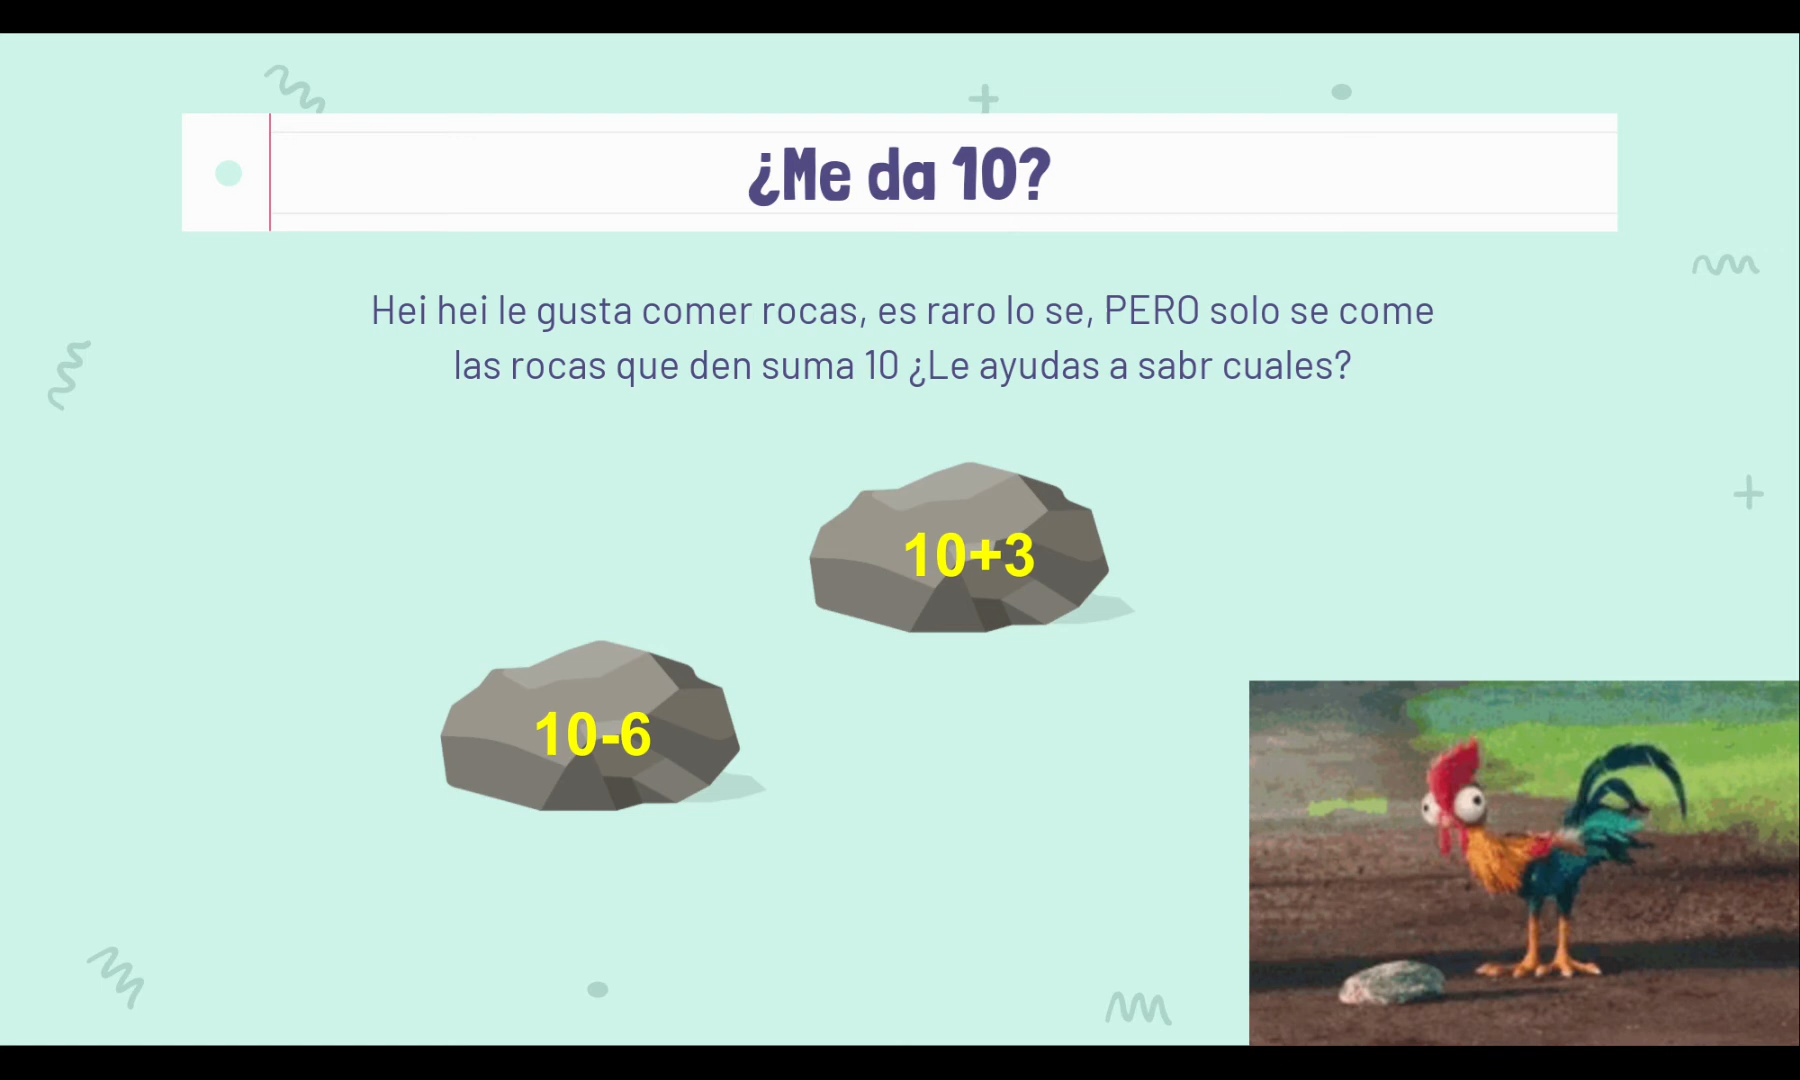 ¿Me da 10?
Hei hei le gusta comer rocas, es raro lo se, PERO solo se come
las rocas que den suma 10 ¿Le ayudas a sabr cuales?
10+3
10-6